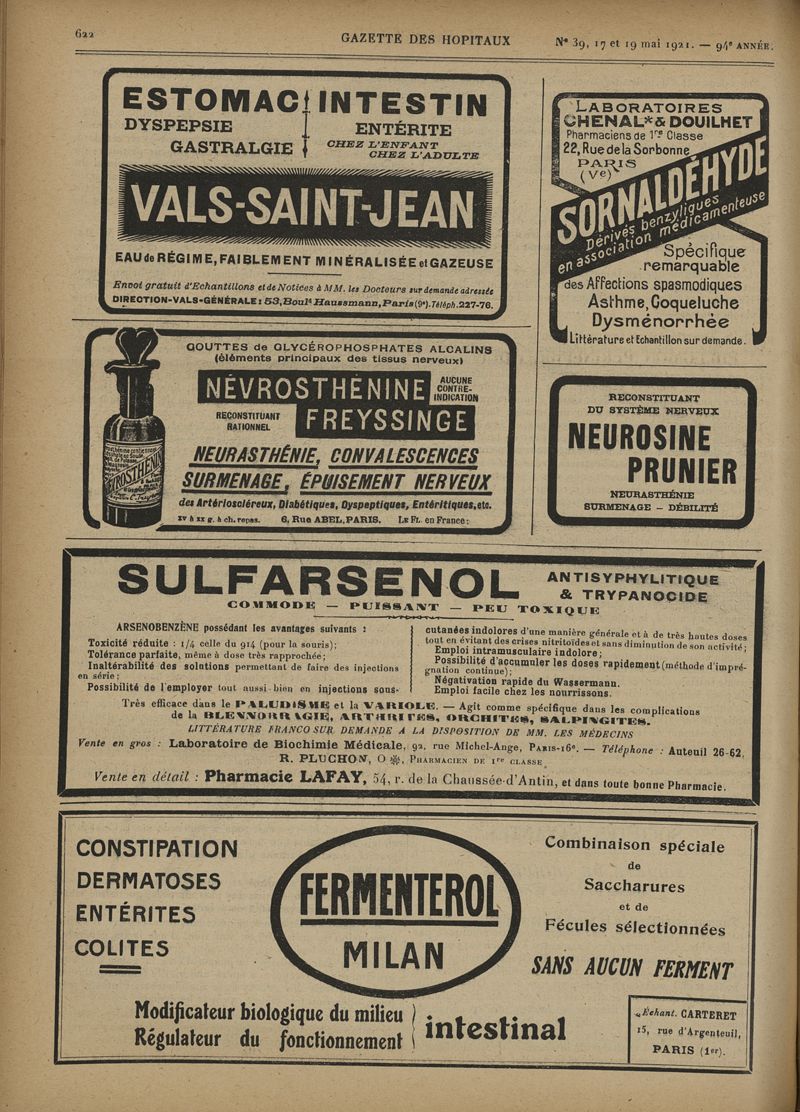 622
GAZETTE DES HOPITAUX
N° 39, 17 et 19 mai 1921. — 94e ANNÉE.
ESTOMAC INTESTIN
DYSPEPSIE
GASTRALGIE
ENTÉRITE
CHEZ L'ENFANT
CHEZ L'ADULTE
VALS-SAINT-JEAN
EAU de RÉGIME, FAIBLEMENT MINÉRALISÉE et GAZEUSE
Envoi gratuit d'Echantillons et de Notices à MM. les Docteurs sur demande adressée
DIRECTION-VALS-GÉNÉRALE: 53, Bould Haussmann, Paris (9e). Téléph. 227-76.
LABORATOIRES
CHENAL* & DOUILHET
Pharmaciens de 1re Classe
22, Rue de la Sorbonne
PARIS
(Ve)
SORNALDÉHYDE
Dérivés benzyliques
en association médicamenteuse
Spécifique
remarquable
des Affections spasmodiques
Asthme, Coqueluche
Dysménorrhée
Littérature et Echantillon sur demande.
GOUTTES de GLYCÉROPHOSPHATES ALCALINS
(éléments principaux des tissus nerveux)
NÉVROSTHÉNINE
AUCUNE
CONTRE-
INDICATION
RECONSTITUANT
RATIONNEL
FREYSSINGE
NEURASTHÉNIE, CONVALESCENCES
SURMENAGE, ÉPUISEMENT NERVEUX
des Artérioscléreux, Diabétiques, Dyspeptiques, Entéritiques, etc.
XV à XX g. à ch. repas. 6, Rue ABEL, PARIS. Le Fl. en France:
RECONSTITUANT
DU SYSTÈME NERVEUX
NEUROSINE
PRUNIER
NEURASTHÉNIE
SURMENAGE - DÉBILITÉ
SULFARSENOL
ANTISYPHYLITIQUE
& TRYPANOCIDE
COMMODE — PUISSANT — PEU TOXIQUE
ARSENOBENZÈNE possédant les avantages suivants :
Toxicité réduite : 1/4 celle du 914 (pour la souris);
Tolérance parfaite, même à dose très rapprochée;
Inaltérabilité des solutions permettant de faire des injections
en série;
Possibilité de l'employer tout aussi bien en injections sous-
cutanées indolores d'une manière générale et à de très hautes doses
tout en évitant des crises nitritoïdes et sans diminution de son activité;
Emploi intramusculaire indolore;
Possibilité d'accumuler les doses rapidement (méthode d'impré-
gnation continue);
Négativation rapide du Wassermann.
Emploi facile chez les nourrissons.
Très efficace dans le PALUDISME et la VARIOLE. — Agit comme spécifique dans les complications
de la BLENNORRAGIE, ARTHRITES, ORCHITES, SALPINGITES.
LITTÉRATURE FRANCO SUR DEMANDE A LA DISPOSITION DE MM. LES MÉDECINS
Vente en gros : Laboratoire de Biochimie Médicale, 92, rue Michel-Ange, PARIS-16e. — Téléphone : Auteuil 26-62.
R. PLUCHON, O ※, PHARMACIEN DE 1re CLASSE
Vente en détail : Pharmacie LAFAY, 54, r. de la Chaussée-d'Antin, et dans toute bonne Pharmacie.
CONSTIPATION
DERMATOSES
ENTÉRITES
COLITES
FERMENTEROL
MILAN
Combinaison spéciale
de
Saccharures
et de
Fécules sélectionnées
SANS AUCUN FERMENT
Modificateur biologique du milieu
Régulateur du fonctionnement
intestinal
Échant. CARTERET
15, rue d'Argenteuil,
PARIS (1er).